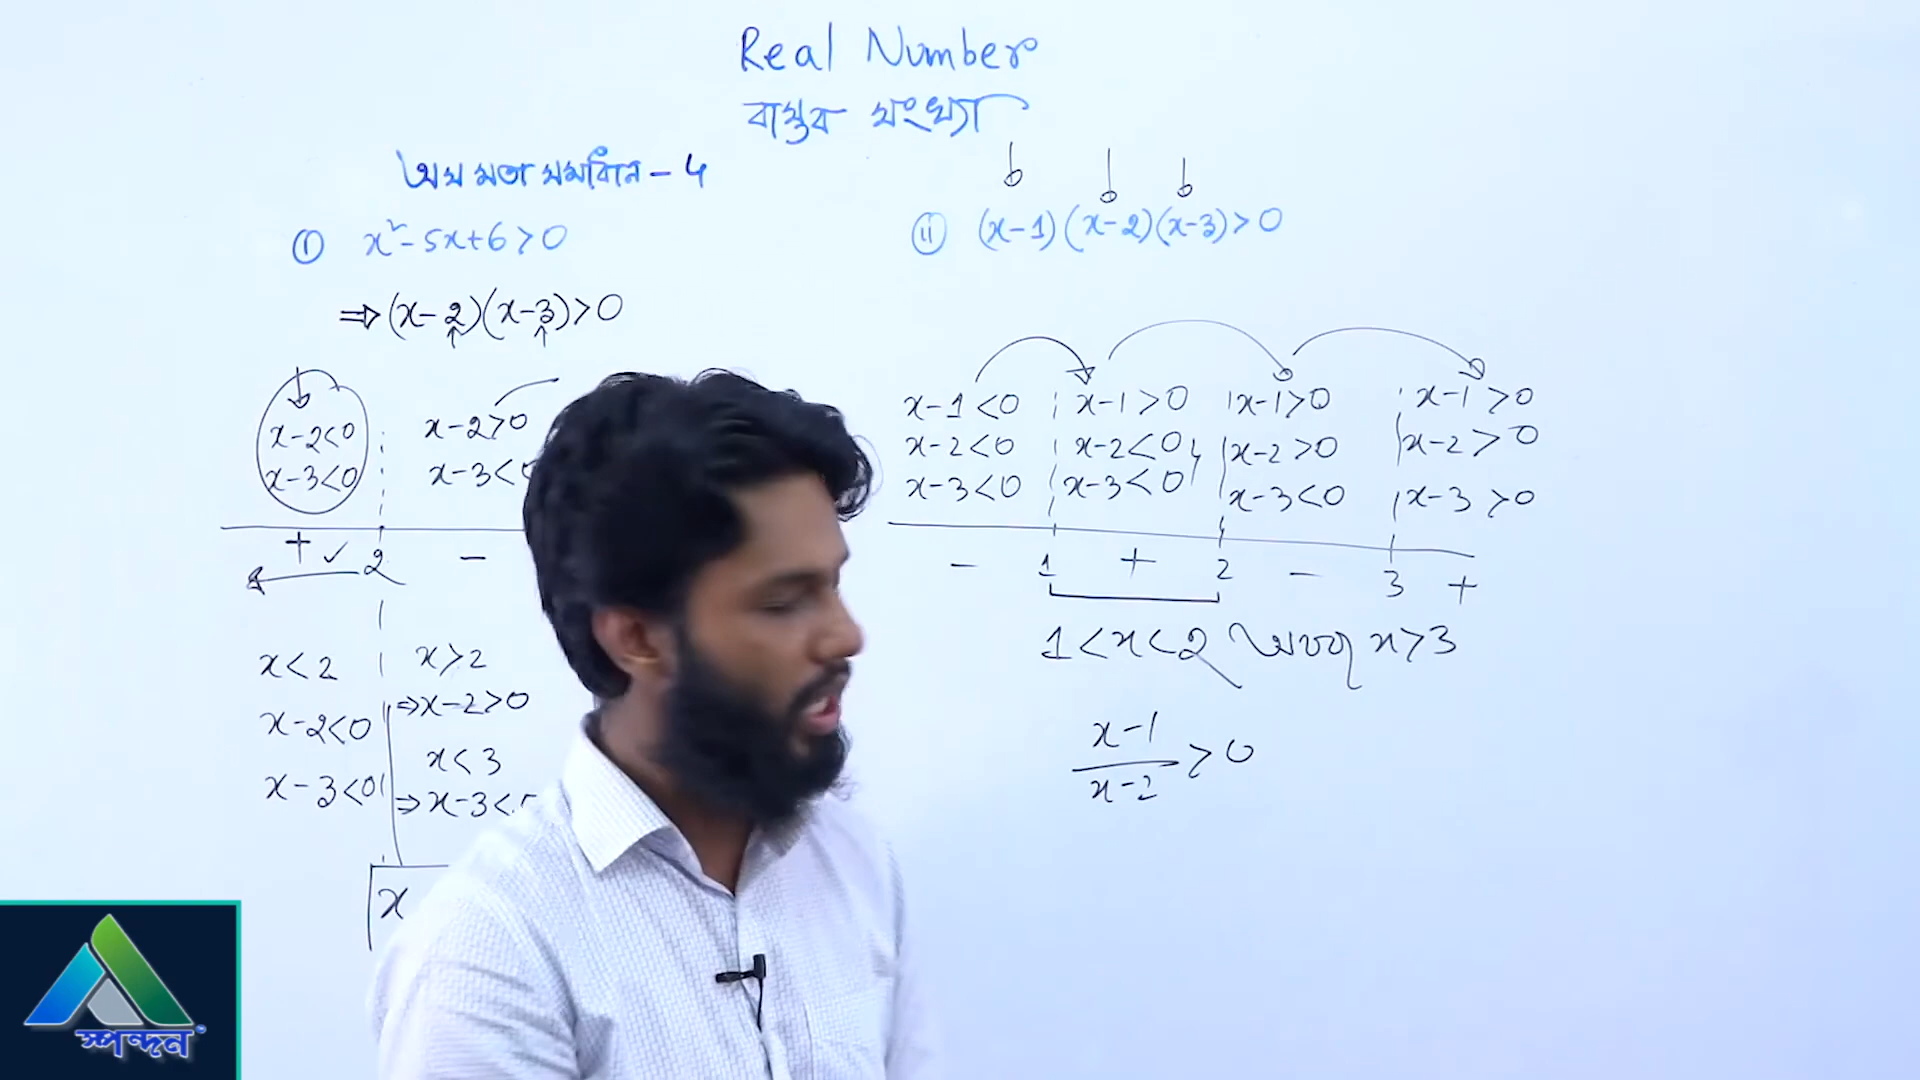 Real Number
বাস্তব সংখ্যা
অসমতা সমাধান - 4
(i) x² - 5x + 6 > 0
⇒ (x - 2)(x - 3) > 0
x - 2 < 0 x - 2 > 0
x - 3 < 0 x - 3 <
+ ✓ 2 -
x < 2 x > 2
x - 2 < 0 ⇒ x - 2 > 0
x < 3
x - 3 < 0 ⇒ x - 3 <
x
(ii) (x - 1)(x - 2)(x - 3) > 0
x - 1 < 0 x - 1 > 0 x - 1 > 0 x - 1 > 0
x - 2 < 0 x - 2 < 0 x - 2 > 0 x - 2 > 0
x - 3 < 0 x - 3 < 0 x - 3 < 0 x - 3 > 0
- 1 + 2 - 3 +
1 < x < 2 অথবা x > 3
x - 1
x - 2 > 0
স্পন্দন